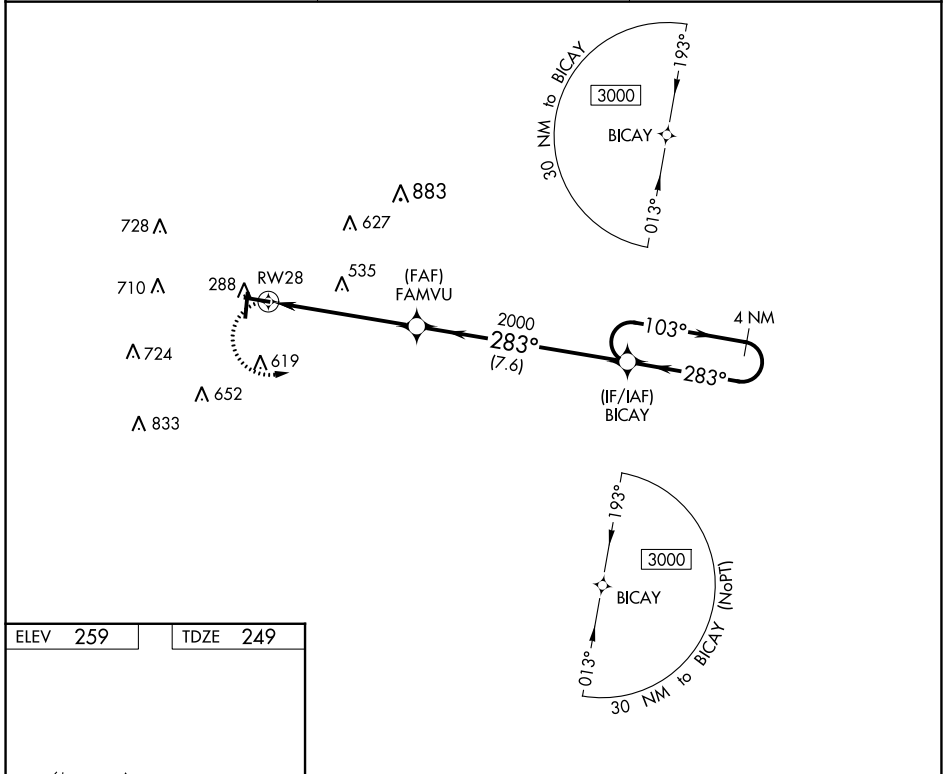 193°
30 NM to BICAY
3000
BICAY
013°
883
728
627
710
288
RW28
535
(FAF)
FAMVU
2000
283°
(7.6)
103°
4 NM
283°
(IF/IAF)
BICAY
724
619
652
833
193°
3000
BICAY
013°
30 NM to BICAY (NoPT)
ELEV 259
TDZE 249